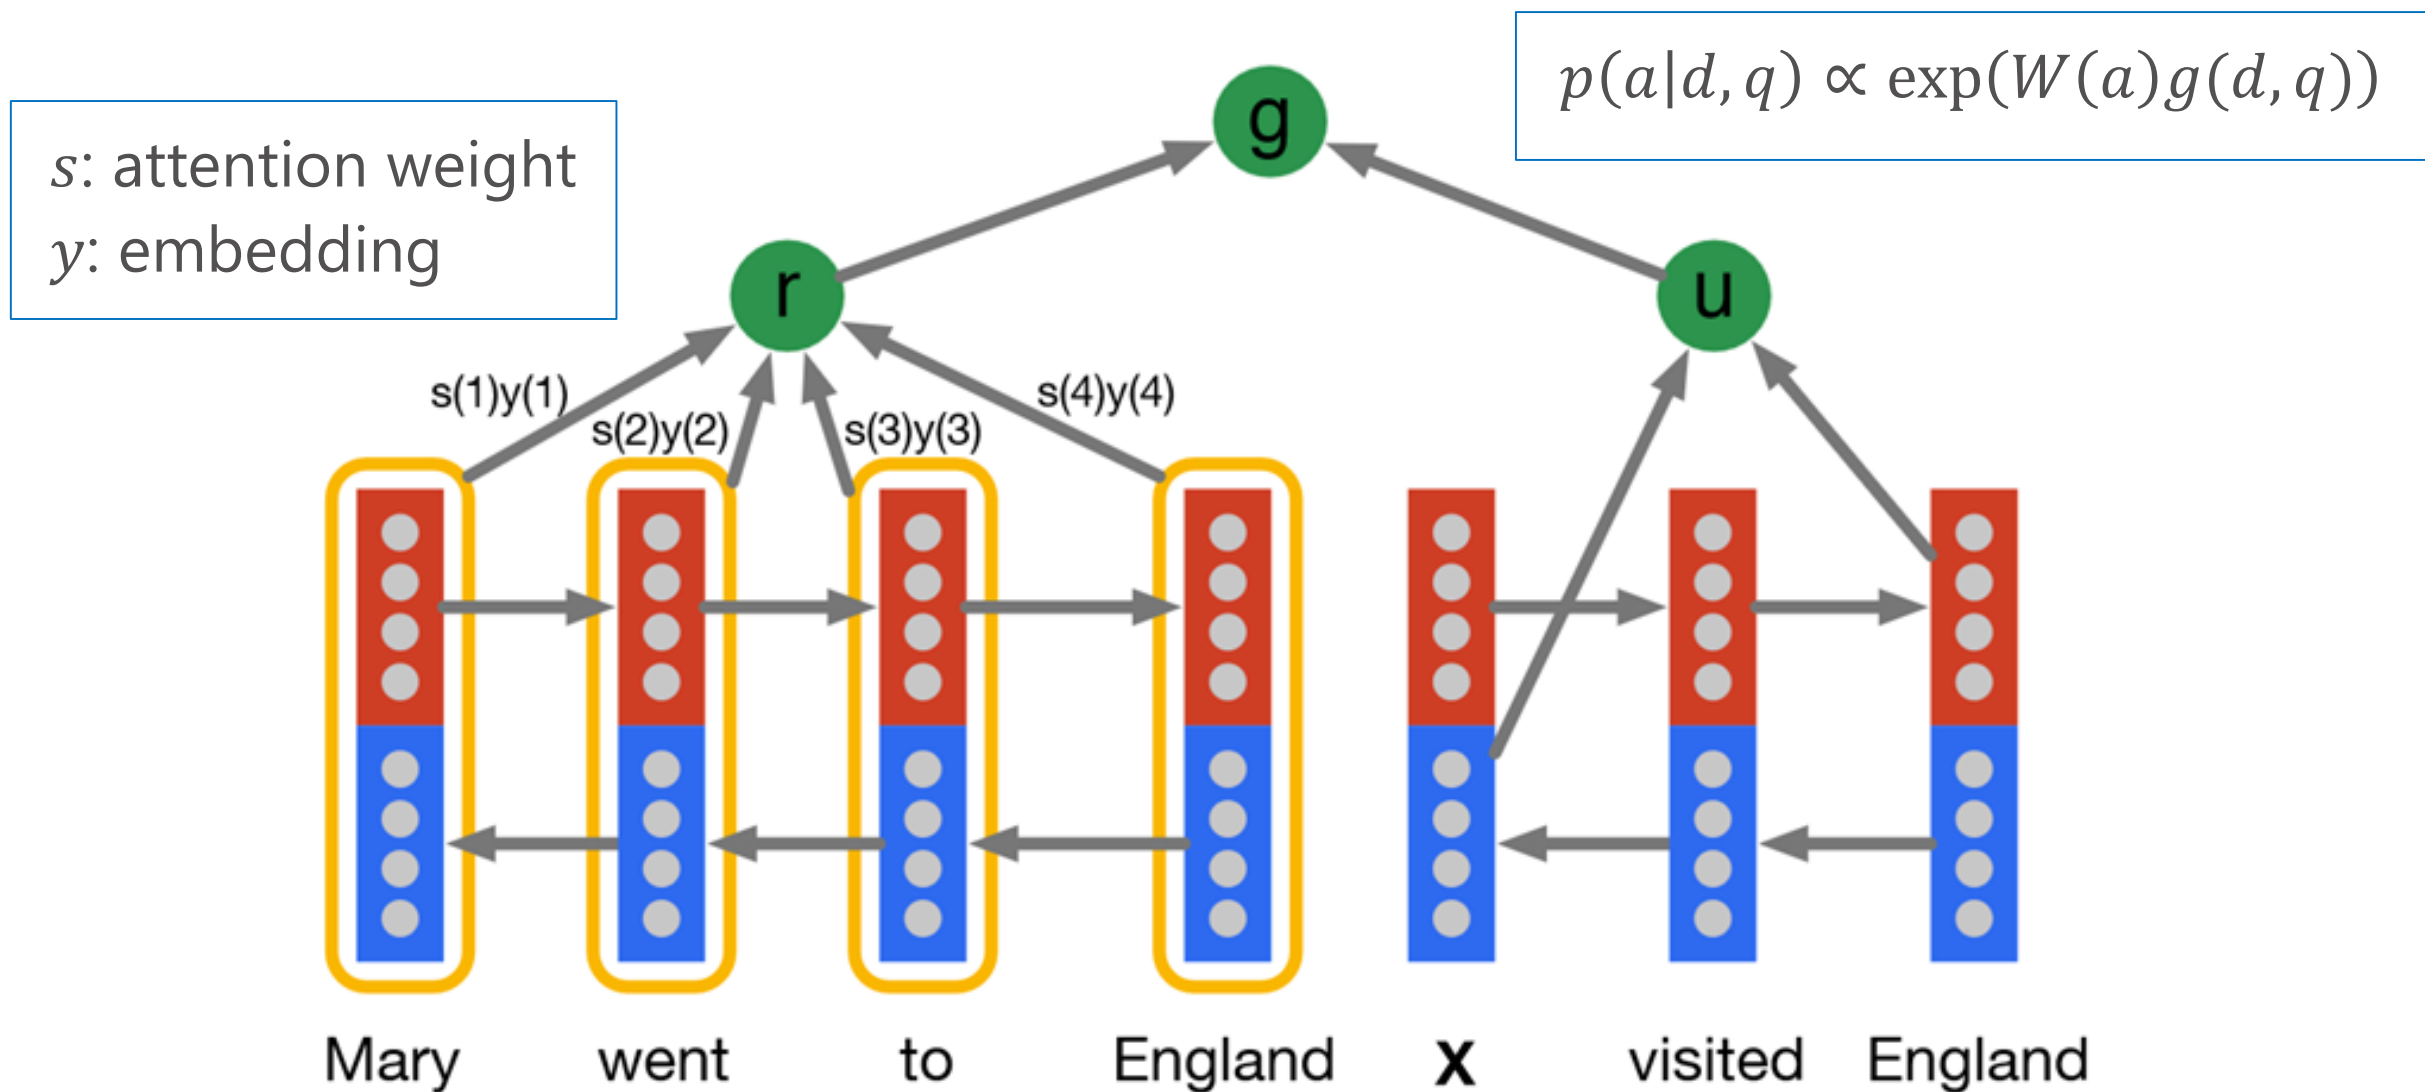 p(a|d, q) ∝ exp(W(a)g(d, q))
s: attention weight
y: embedding
g
r
u
s(1)y(1)
s(2)y(2)
s(3)y(3)
s(4)y(4)
Mary went to England X visited England